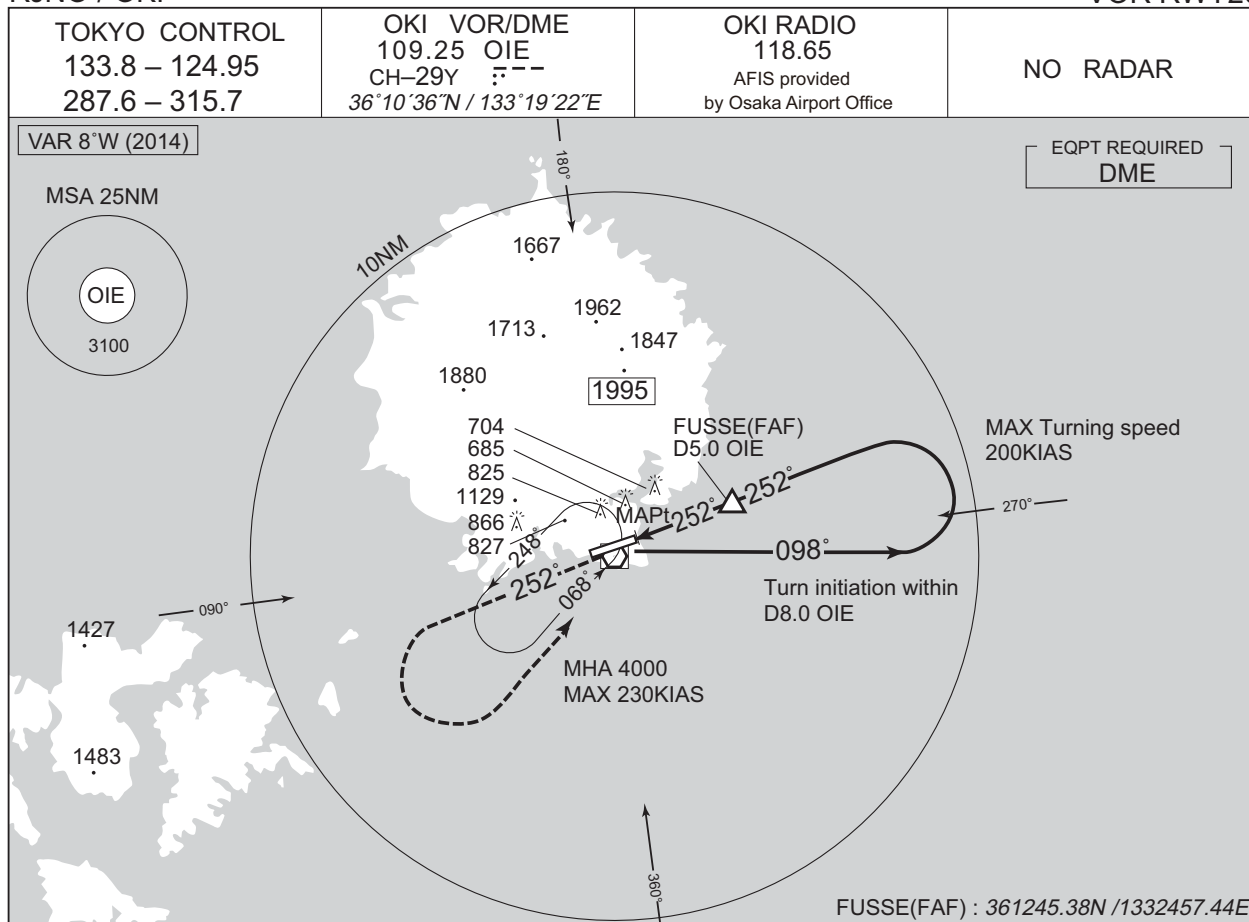 TOKYO CONTROL
133.8 – 124.95
287.6 – 315.7
OKI VOR/DME
109.25 OIE
CH–29Y
36°10´36˝N / 133°19´22˝E
OKI RADIO
118.65
AFIS provided
by Osaka Airport Office
NO RADAR
VAR 8°W (2014)
EQPT REQUIRED
DME
MSA 25NM
OIE
3100
180°
10NM
1667
1962
1713
1847
1880
1995
704
685
825
1129
866
827
FUSSE(FAF)
D5.0 OIE
MAX Turning speed
200KIAS
252°
252°
MAPt
270°
248°
252°
068°
098°
Turn initiation within
D8.0 OIE
090°
1427
MHA 4000
MAX 230KIAS
1483
360°
FUSSE(FAF) : 361245.38N /1332457.44E